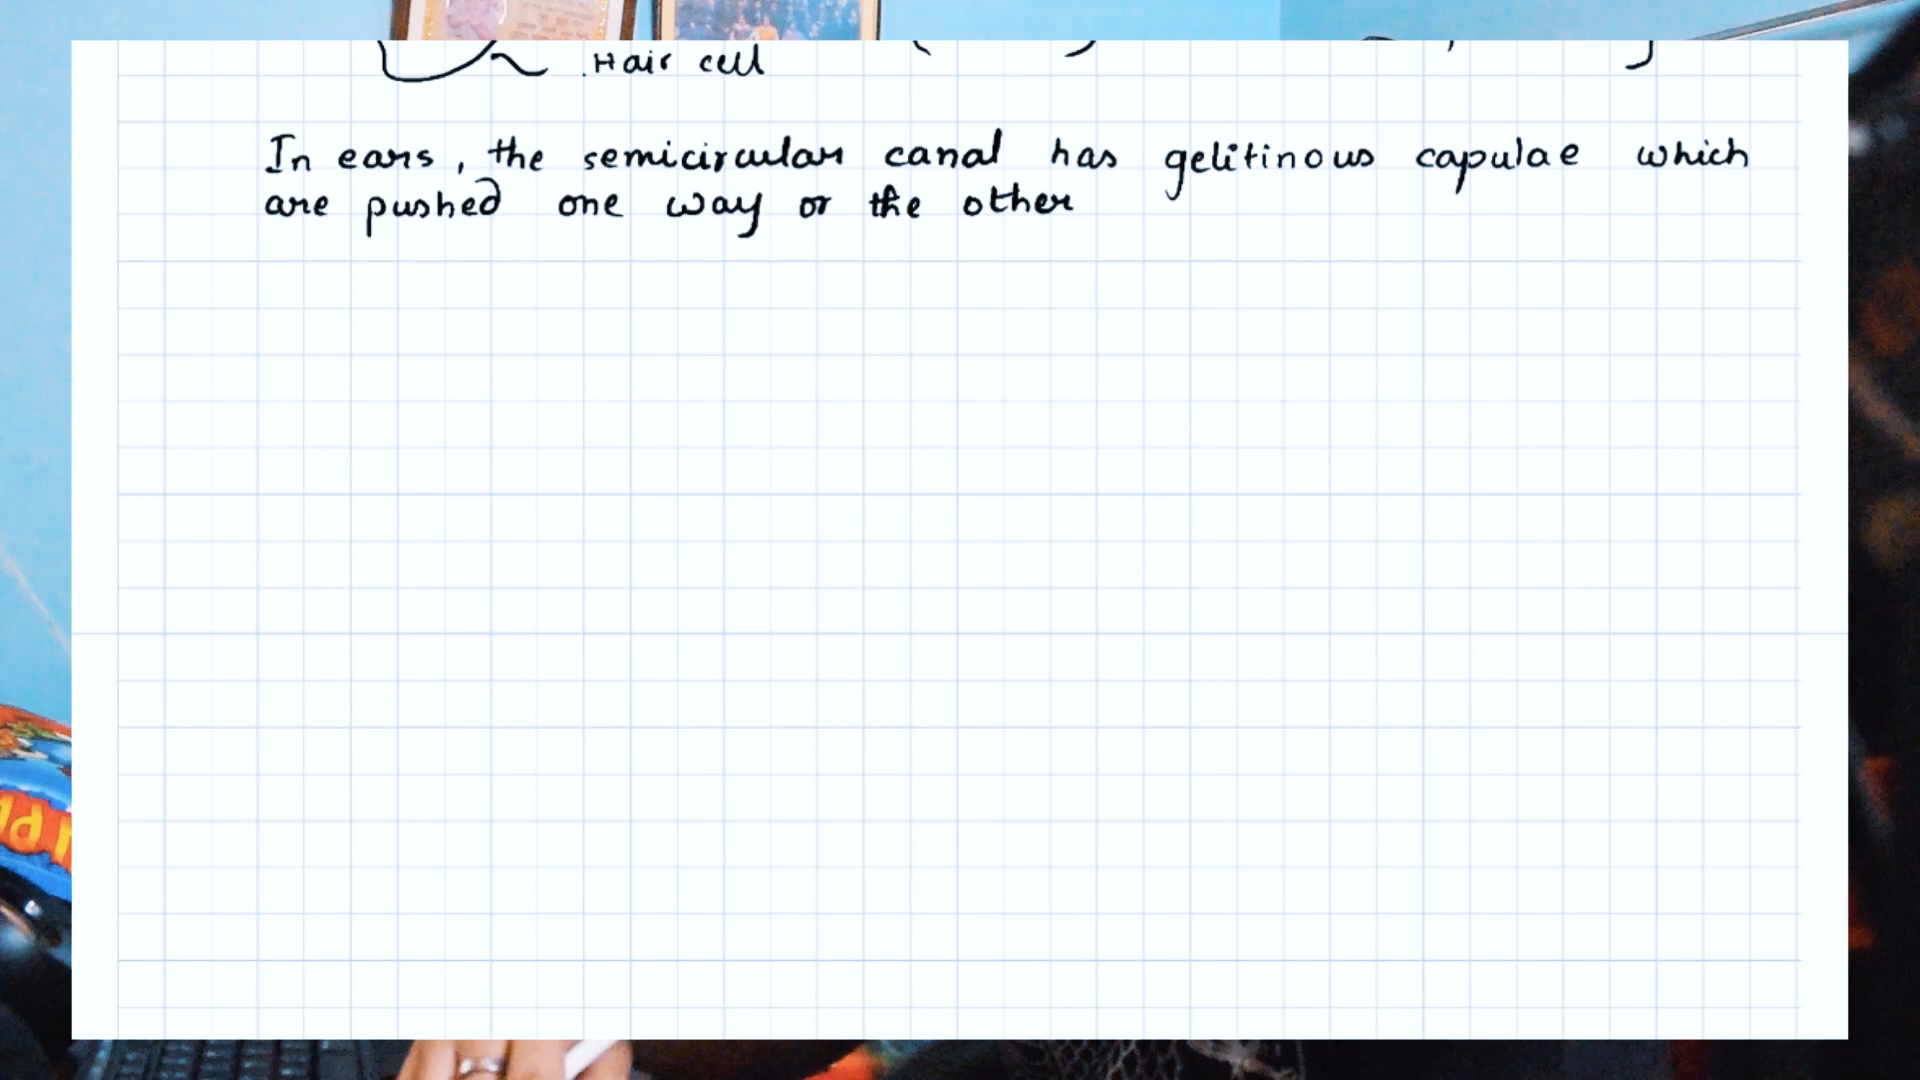 Hair cell
In ears, the semicircular canal has gelitinous capulae which
are pushed one way or the other